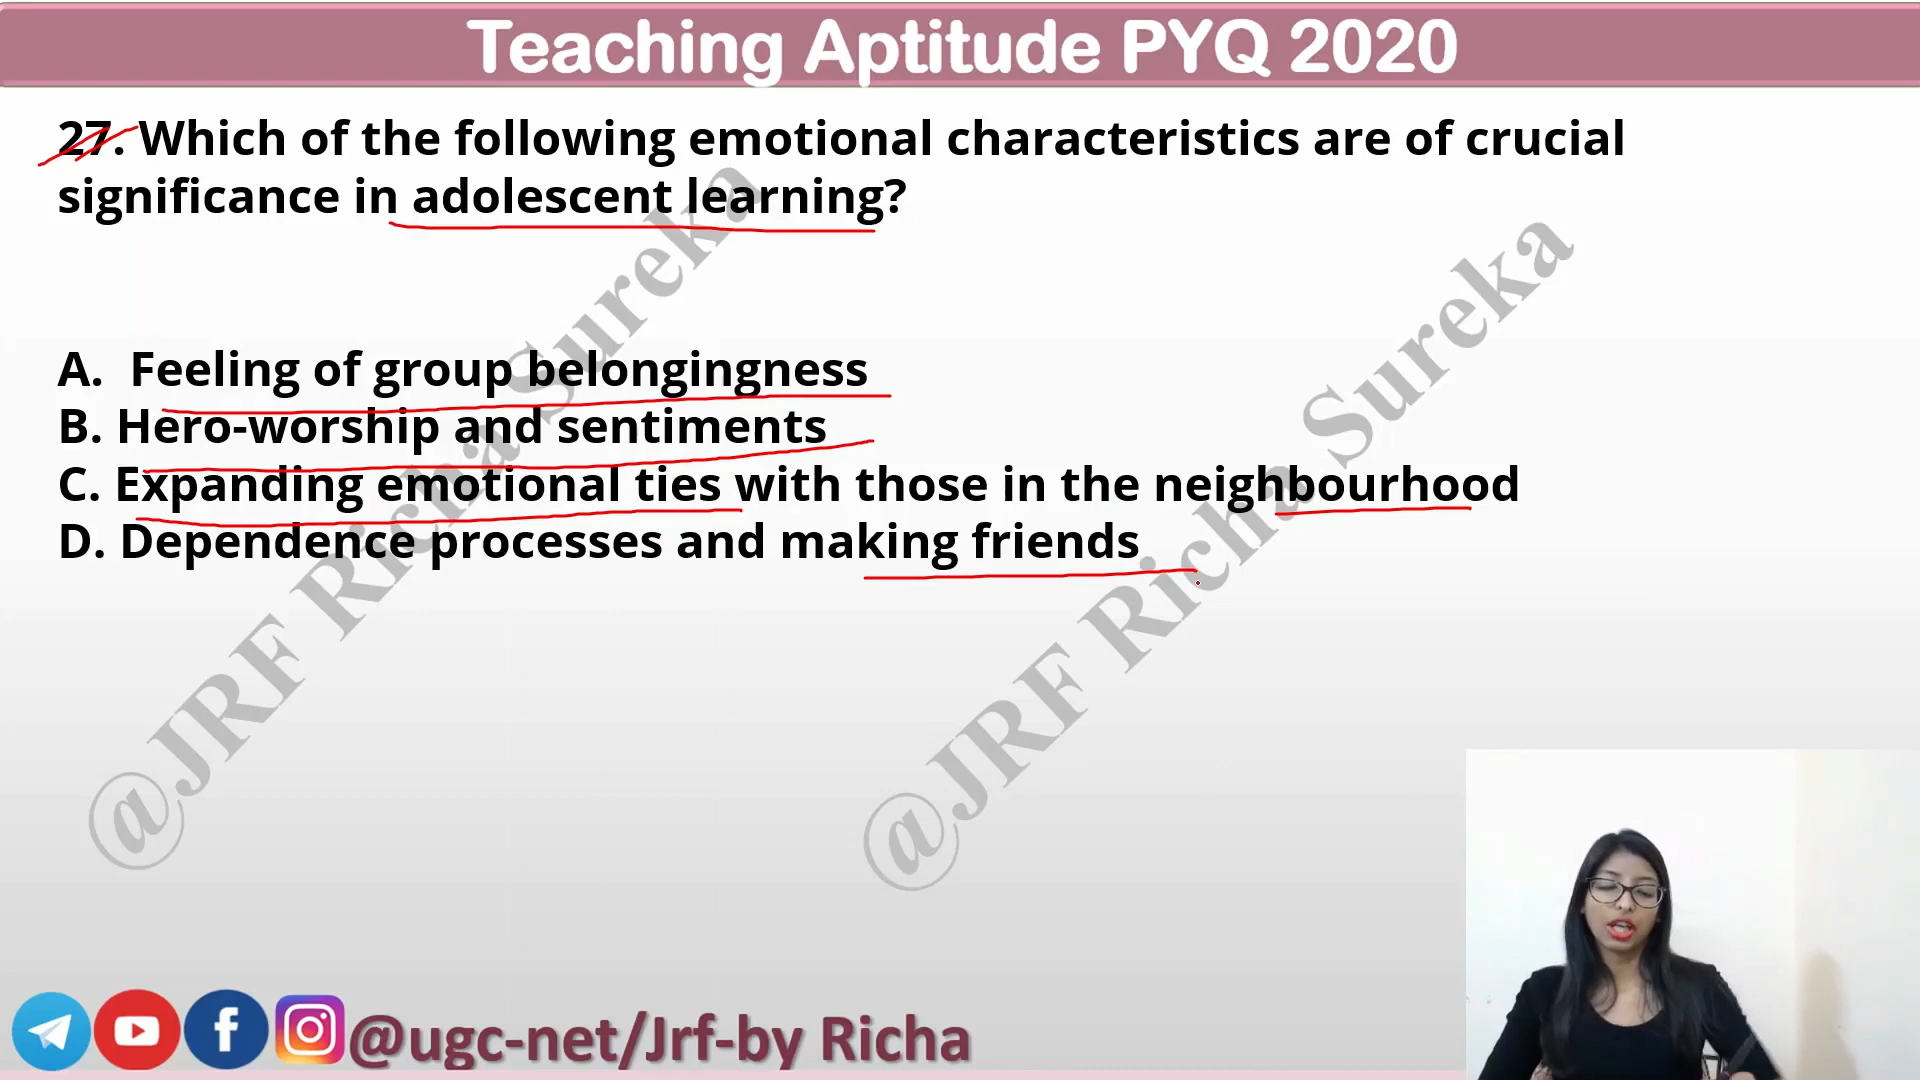 Teaching Aptitude PYQ 2020
27. Which of the following emotional characteristics are of crucial
significance in adolescent learning?
A. Feeling of group belongingness
B. Hero-worship and sentiments
C. Expanding emotional ties with those in the neighbourhood
D. Dependence processes and making friends
@JRF Richa Sureka
@JRF Richa Sureka
@ugc-net/Jrf-by Richa